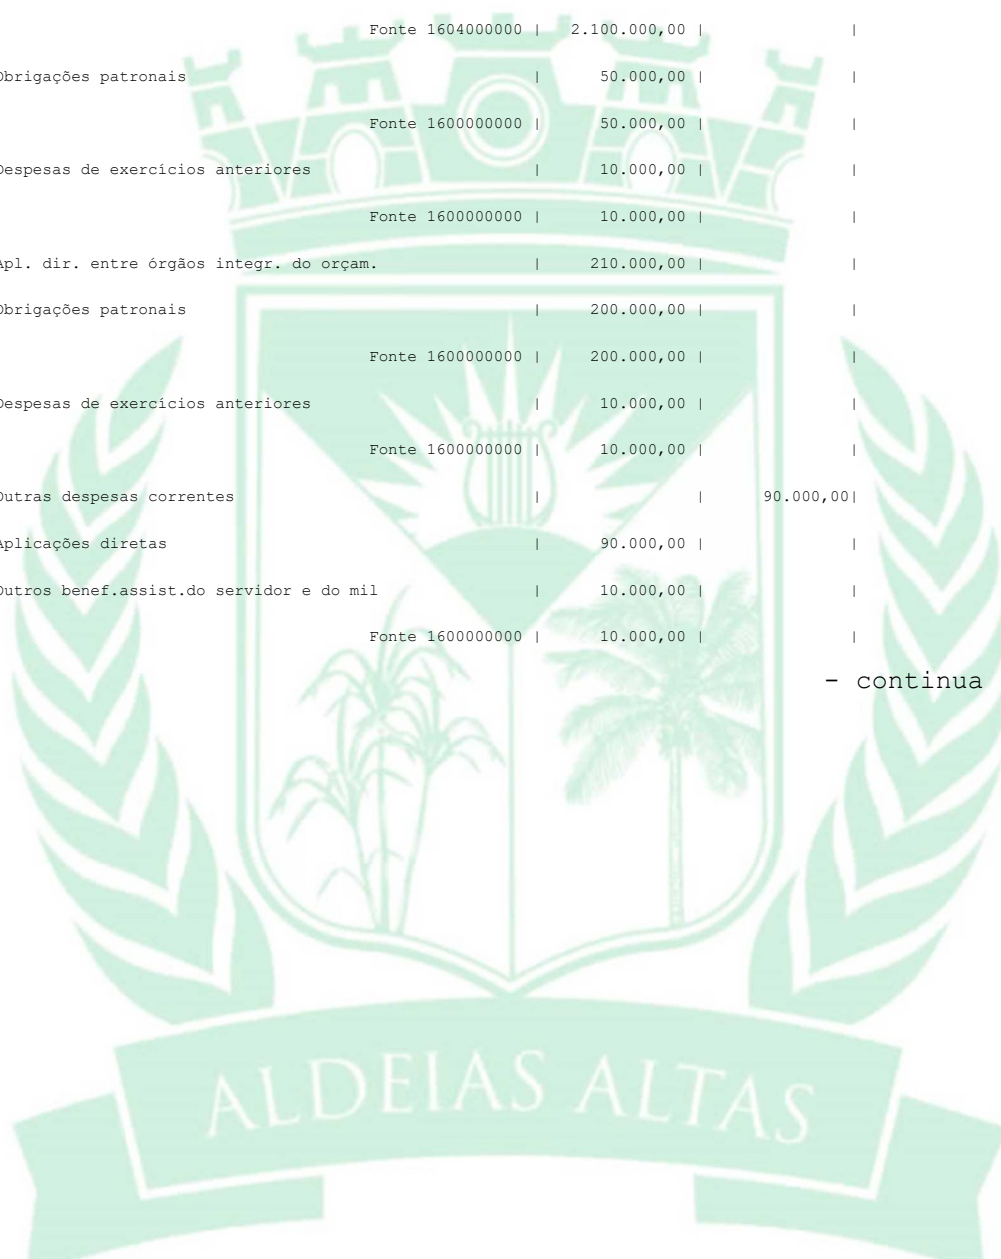 Fonte 1604000000 | 2.100.000,00 | |
Obrigações patronais | 50.000,00 | |
Fonte 1600000000 | 50.000,00 | |
Despesas de exercícios anteriores | 10.000,00 | |
Fonte 1600000000 | 10.000,00 | |
Apl. dir. entre órgãos integr. do orçam. | 210.000,00 | |
Obrigações patronais | 200.000,00 | |
Fonte 1600000000 | 200.000,00 | |
Despesas de exercícios anteriores | 10.000,00 | |
Fonte 1600000000 | 10.000,00 | |
Outras despesas correntes | | 90.000,00|
Aplicações diretas | 90.000,00 | |
Outros benef.assist.do servidor e do mil | 10.000,00 | |
Fonte 1600000000 | 10.000,00 | |
- continua
ALDEIAS ALTAS